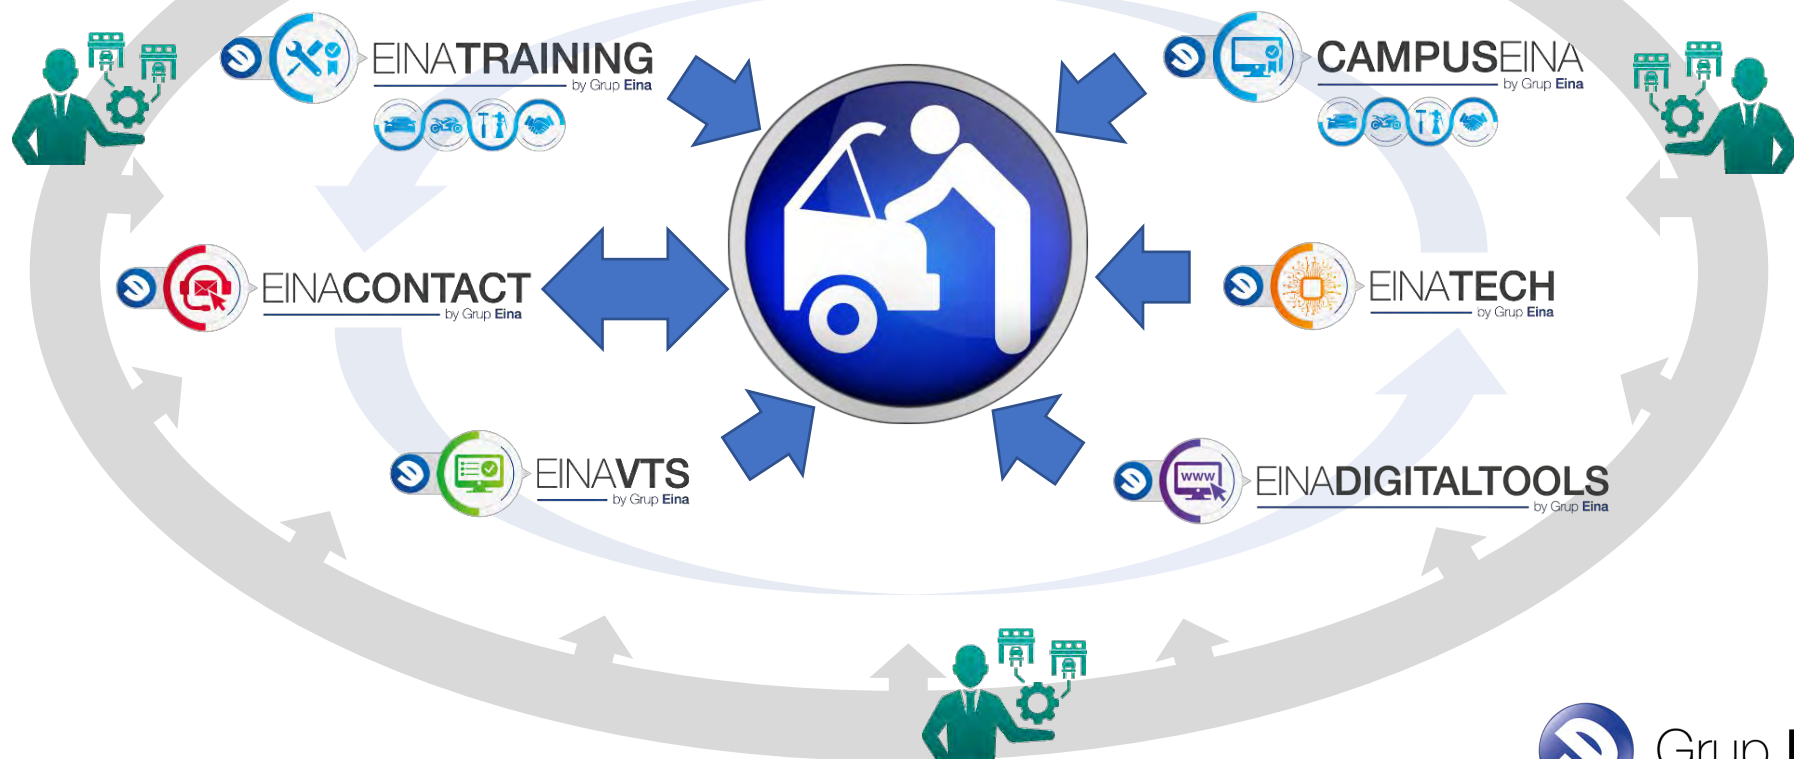 EINATRAINING
by Grup Eina
CAMPUSEINA
by Grup Eina
EINACONTACT
by Grup Eina
EINATECH
by Grup Eina
EINAVTS
by Grup Eina
www
EINADIGITALTOOLS
by Grup Eina
Grup